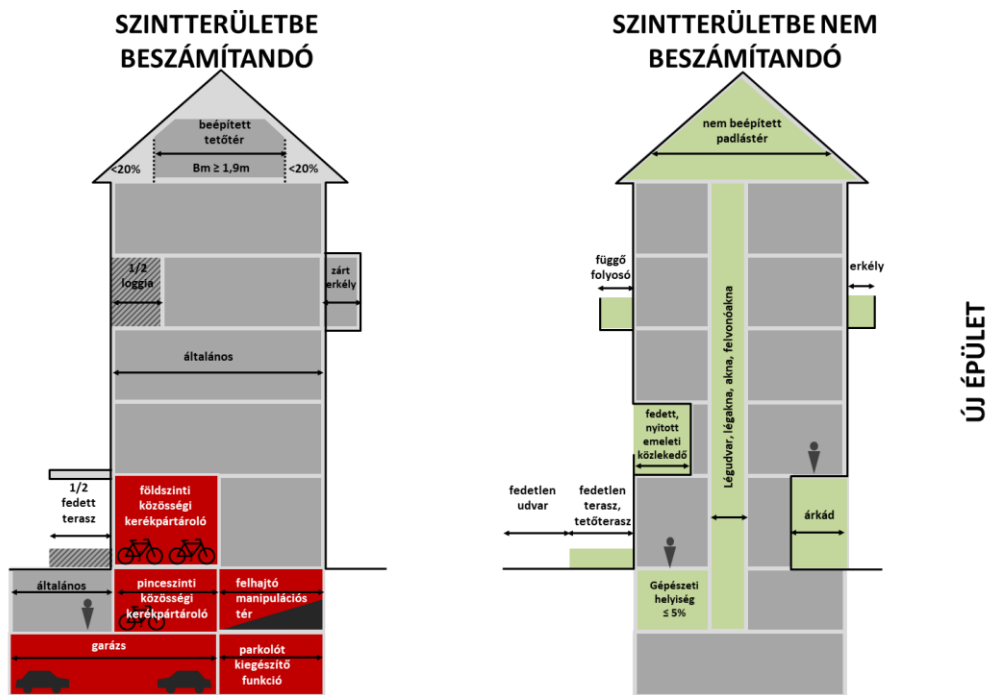 SZINTTERÜLETBE
BESZÁMÍTANDÓ
beépített
tetőtér
<20%
Bm ≥ 1,9m
<20%
1/2
loggia
zárt
erkély
általános
1/2
fedett
terasz
földszinti
közösségi
kerékpártároló
általános
pinceszinti
közösségi
kerékpártároló
felhajtó
manipulációs
tér
garázs
parkolót
kiegészítő
funkció
SZINTTERÜLETBE NEM
BESZÁMÍTANDÓ
nem beépített
padlástér
függő
folyosó
erkély
Légudvar, légakna, akna, felvonóakna
fedett,
nyitott
emeleti
közlekedő
fedetlen
udvar
fedetlen
terasz,
tetőterasz
árkád
Gépészeti
helyiség
≤ 5%
ÚJ ÉPÜLET